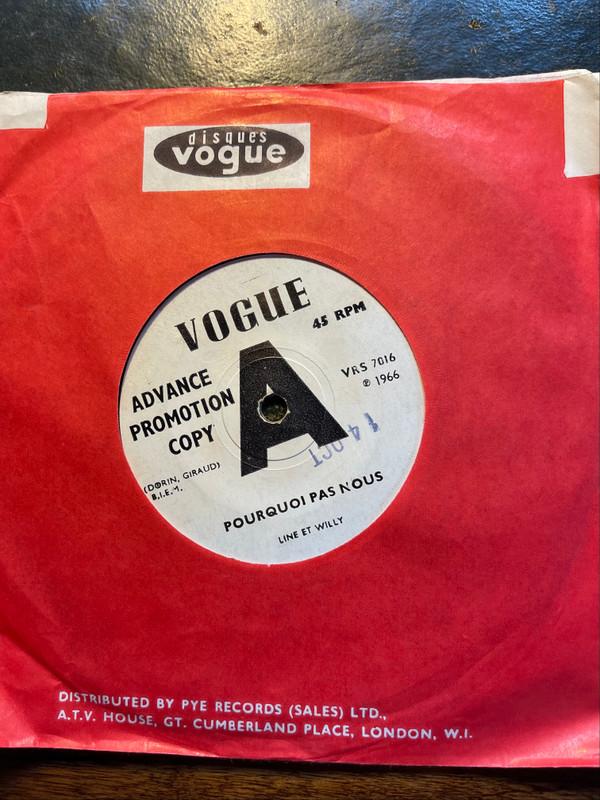 disques
vogue
VOGUE
45 RPM
ADVANCE
PROMOTION
COPY
A
VRS 7016
℗ 1966
14 OCT
(DORIN, GIRAUD)
B.I.E.M.
POURQUOI PAS NOUS
LINE ET WILLY
DISTRIBUTED BY PYE RECORDS (SALES) LTD.,
A.T.V. HOUSE, GT. CUMBERLAND PLACE, LONDON, W.I.